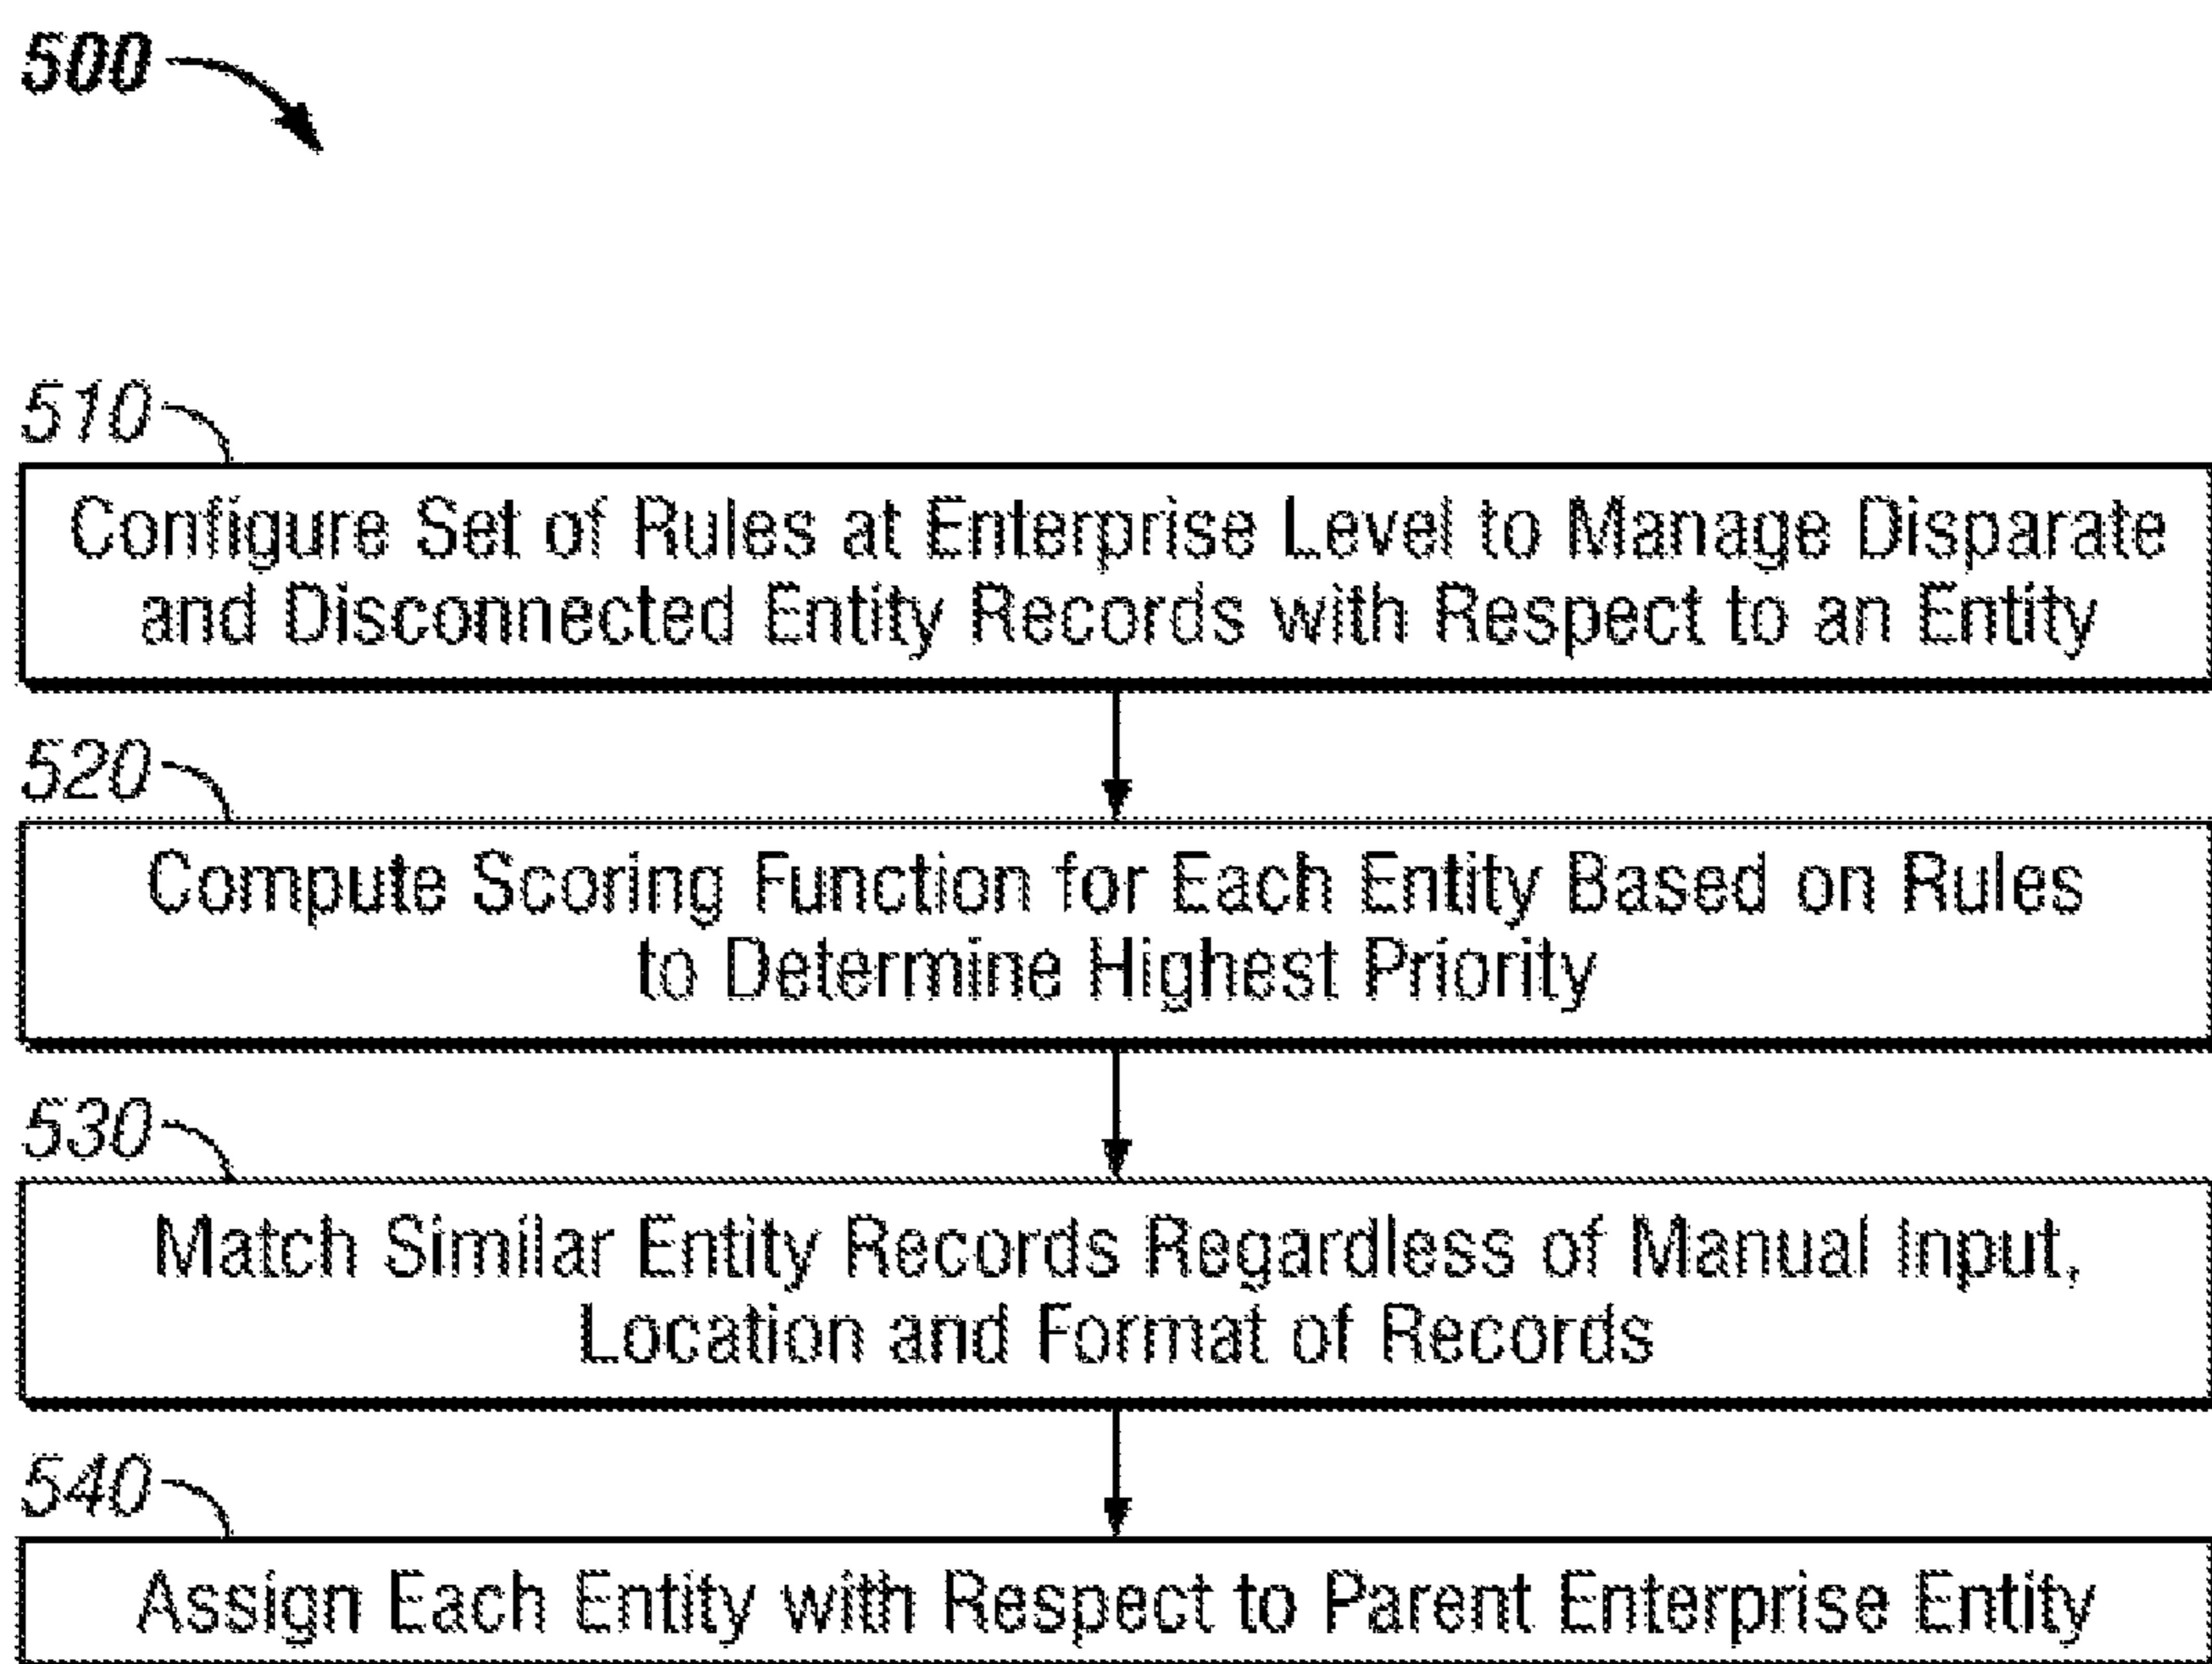 500
510
Configure Set of Rules at Enterprise Level to Manage Disparate
and Disconnected Entity Records with Respect to an Entity
520
Compute Scoring Function for Each Entity Based on Rules
to Determine Highest Priority
530
Match Similar Entity Records Regardless of Manual Input,
Location and Format of Records
540
Assign Each Entity with Respect to Parent Enterprise Entity